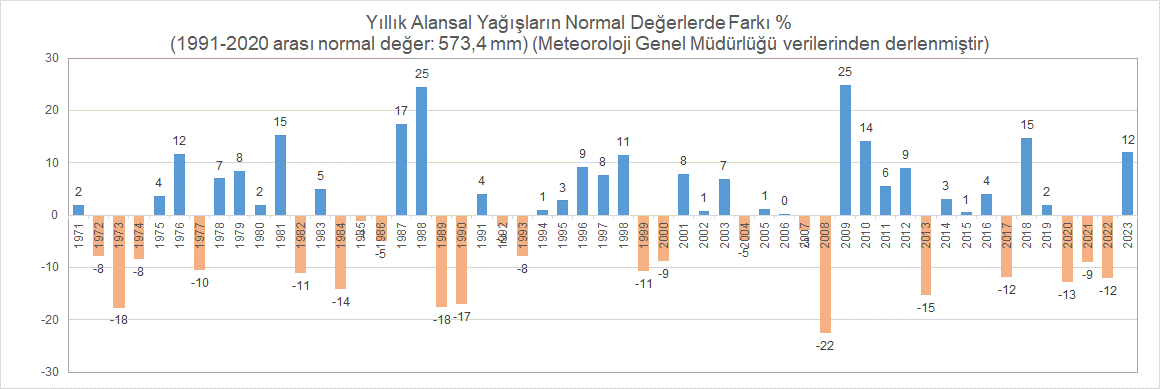 Yıllık Alansal Yağışların Normal Değerlerde Farkı %
(1991-2020 arası normal değer: 573,4 mm) (Meteoroloji Genel Müdürlüğü verilerinden derlenmiştir)
30
20
10
0
-10
-20
-30
1971 1972 1973 1974 1975 1976 1977 1978 1979 1980 1981 1982 1983 1984 1985 1986 1987 1988 1989 1990 1991 1992 1993 1994 1995 1996 1997 1998 1999 2000 2001 2002 2003 2004 2005 2006 2007 2008 2009 2010 2011 2012 2013 2014 2015 2016 2017 2018 2019 2020 2021 2022 2023
2 -8 -18 -8 4 12 -10 7 8 2 15 -11 5 -14 -5 17 25 -18 -17 4 -8 1 3 9 8 11 -11 -9 8 1 7 -5 1 0 -22 25 14 6 9 -15 3 1 4 -12 15 2 -13 -9 -12 12